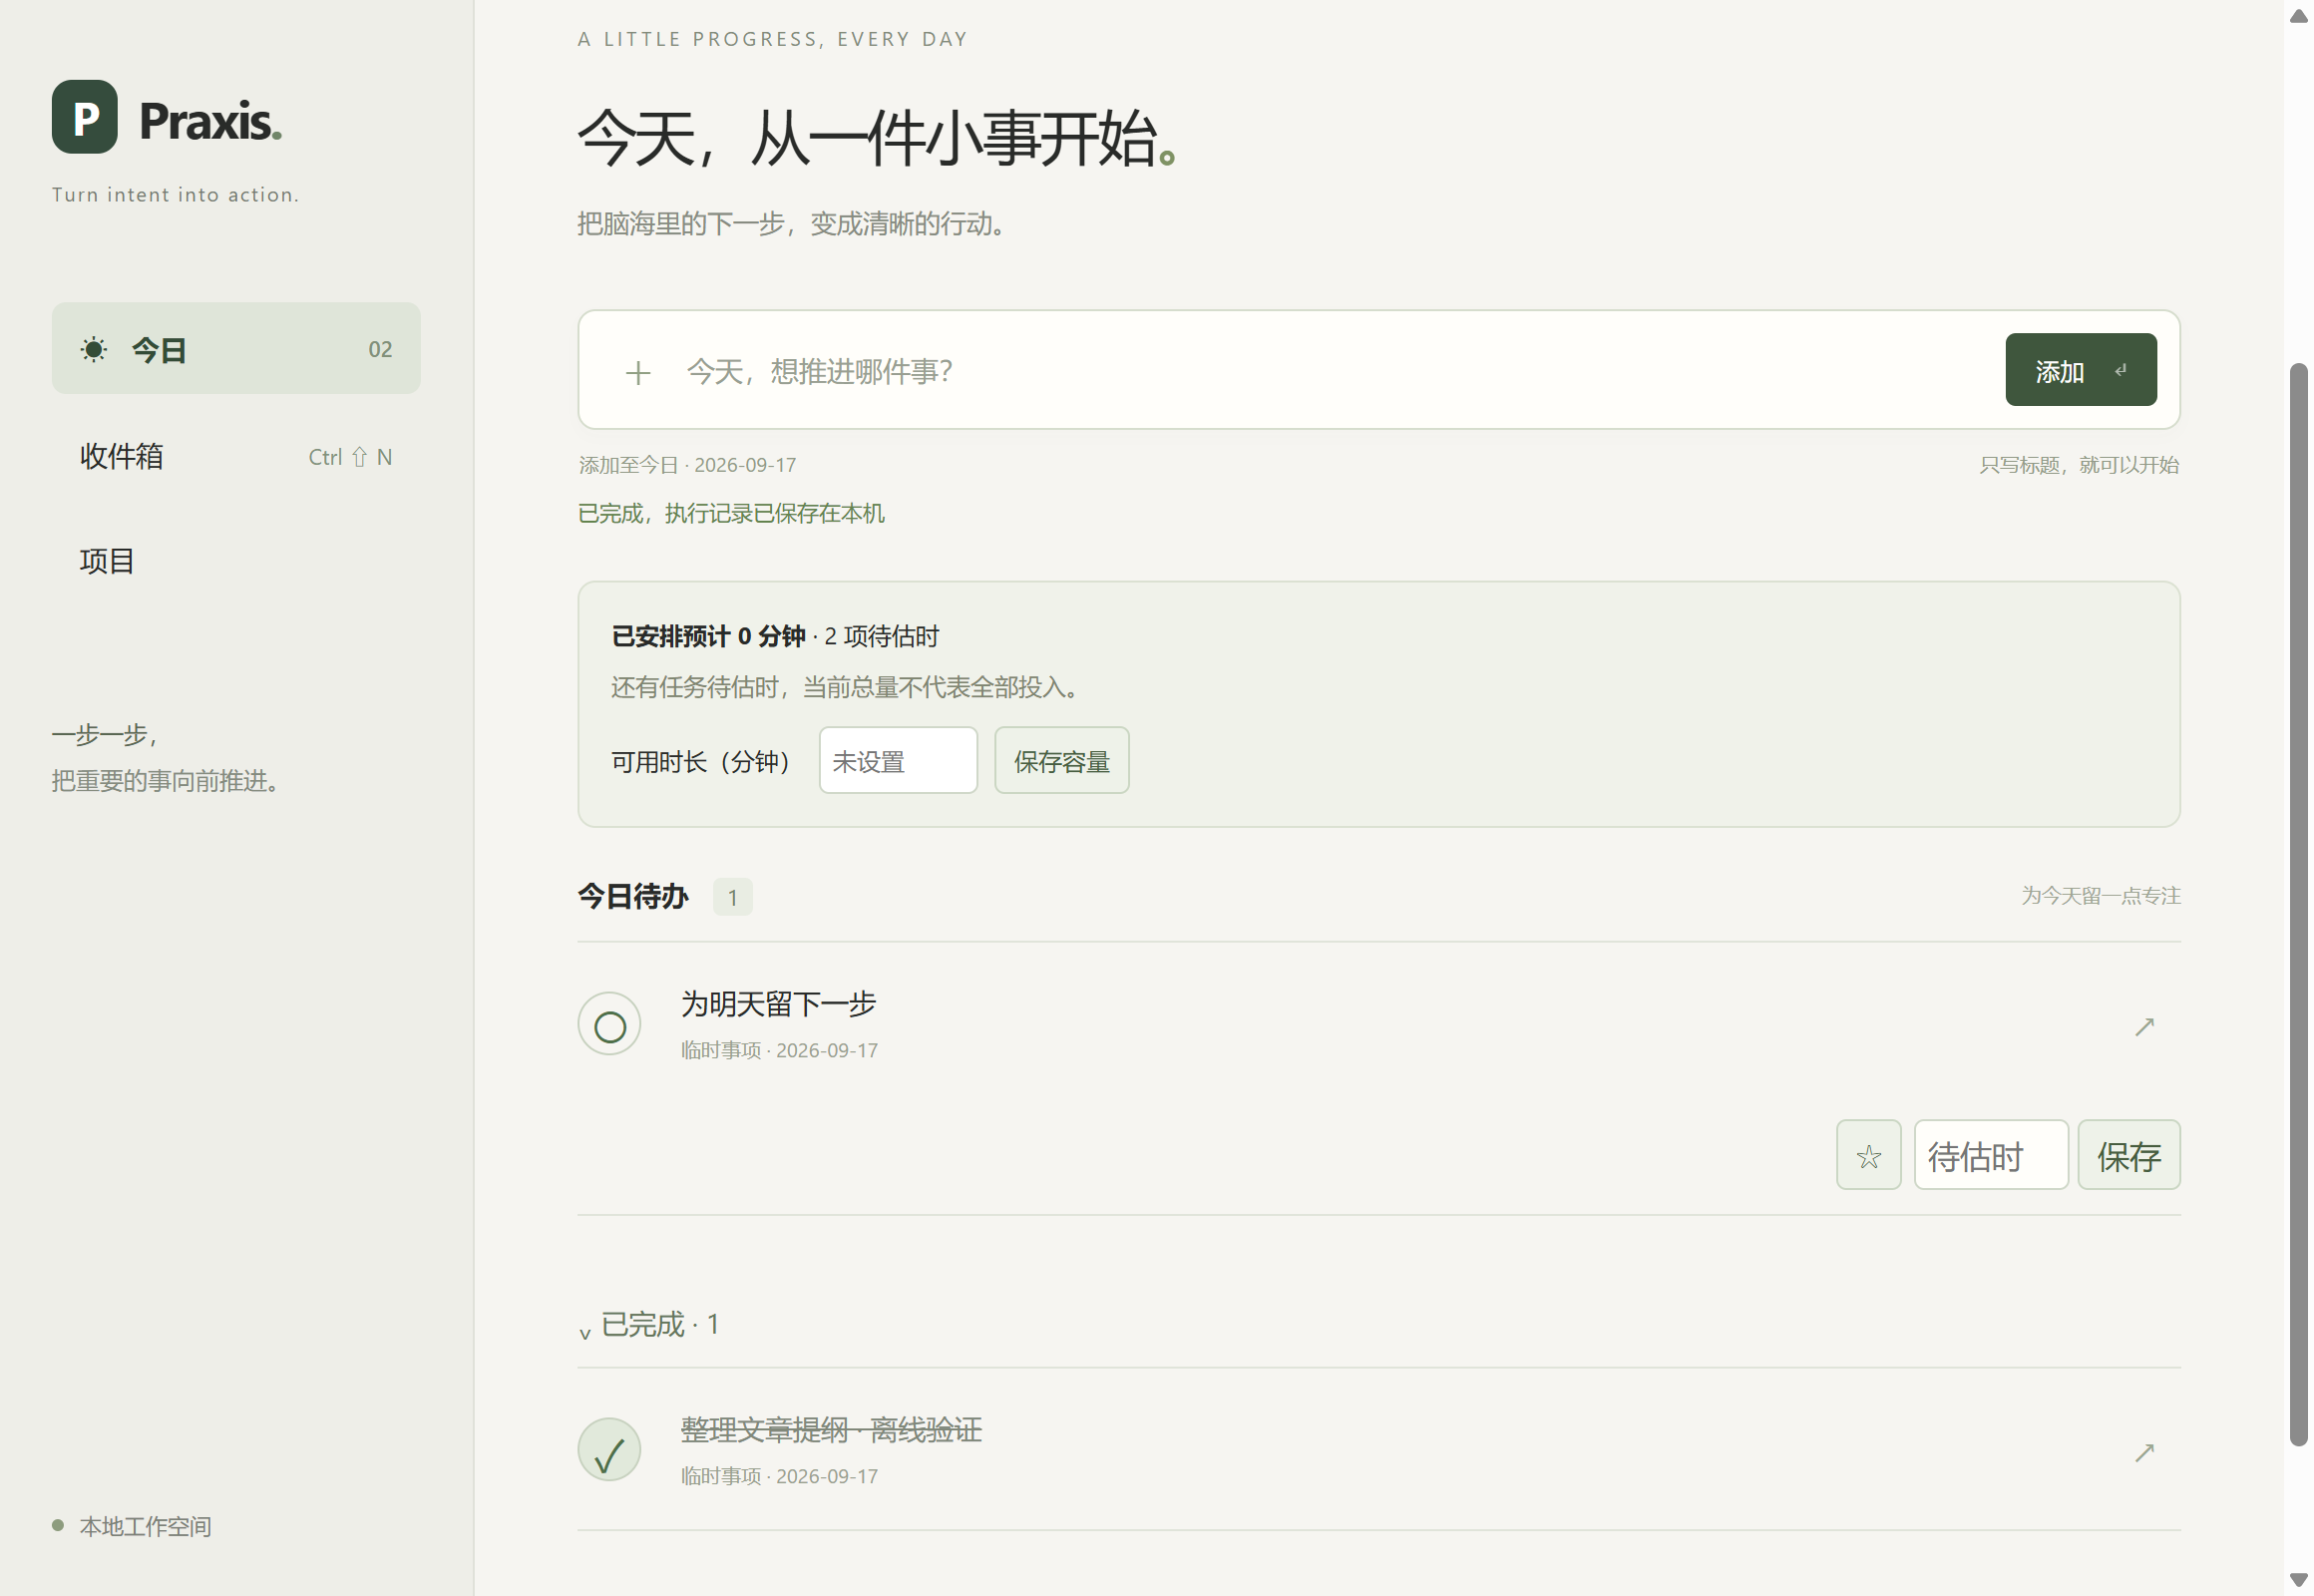 P Praxis.
Turn intent into action.
今日 02
收件箱 Ctrl ⇧ N
项目
一步一步，
把重要的事向前推进。
本地工作空间
A LITTLE PROGRESS, EVERY DAY
今天，从一件小事开始。
把脑海里的下一步，变成清晰的行动。
今天，想推进哪件事？
添加 ↵
添加至今日 · 2026-09-17
只写标题，就可以开始
已完成，执行记录已保存在本机
已安排预计 0 分钟 · 2 项待估时
还有任务待估时，当前总量不代表全部投入。
可用时长（分钟） 未设置 保存容量
今日待办 1
为今天留一点专注
为明天留下一步
临时事项 · 2026-09-17
☆ 待估时 保存
已完成 · 1
整理文章提纲 · 离线验证
临时事项 · 2026-09-17